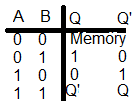 A B Q Q'
0 0 Memory
0 1 1 0
1 0 0 1
1 1 Q' Q